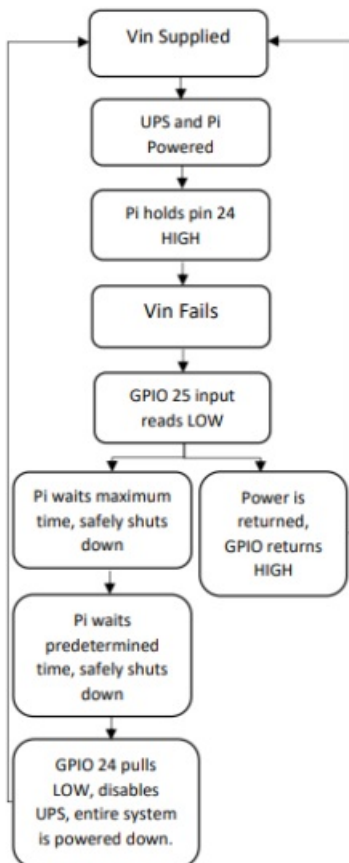 Vin Supplied
UPS and Pi
Powered
Pi holds pin 24
HIGH
Vin Fails
GPIO 25 input
reads LOW
Pi waits maximum
time, safely shuts
down
Power is
returned,
GPIO returns
HIGH
Pi waits
predetermined
time, safely shuts
down
GPIO 24 pulls
LOW, disables
UPS, entire system
is powered down.